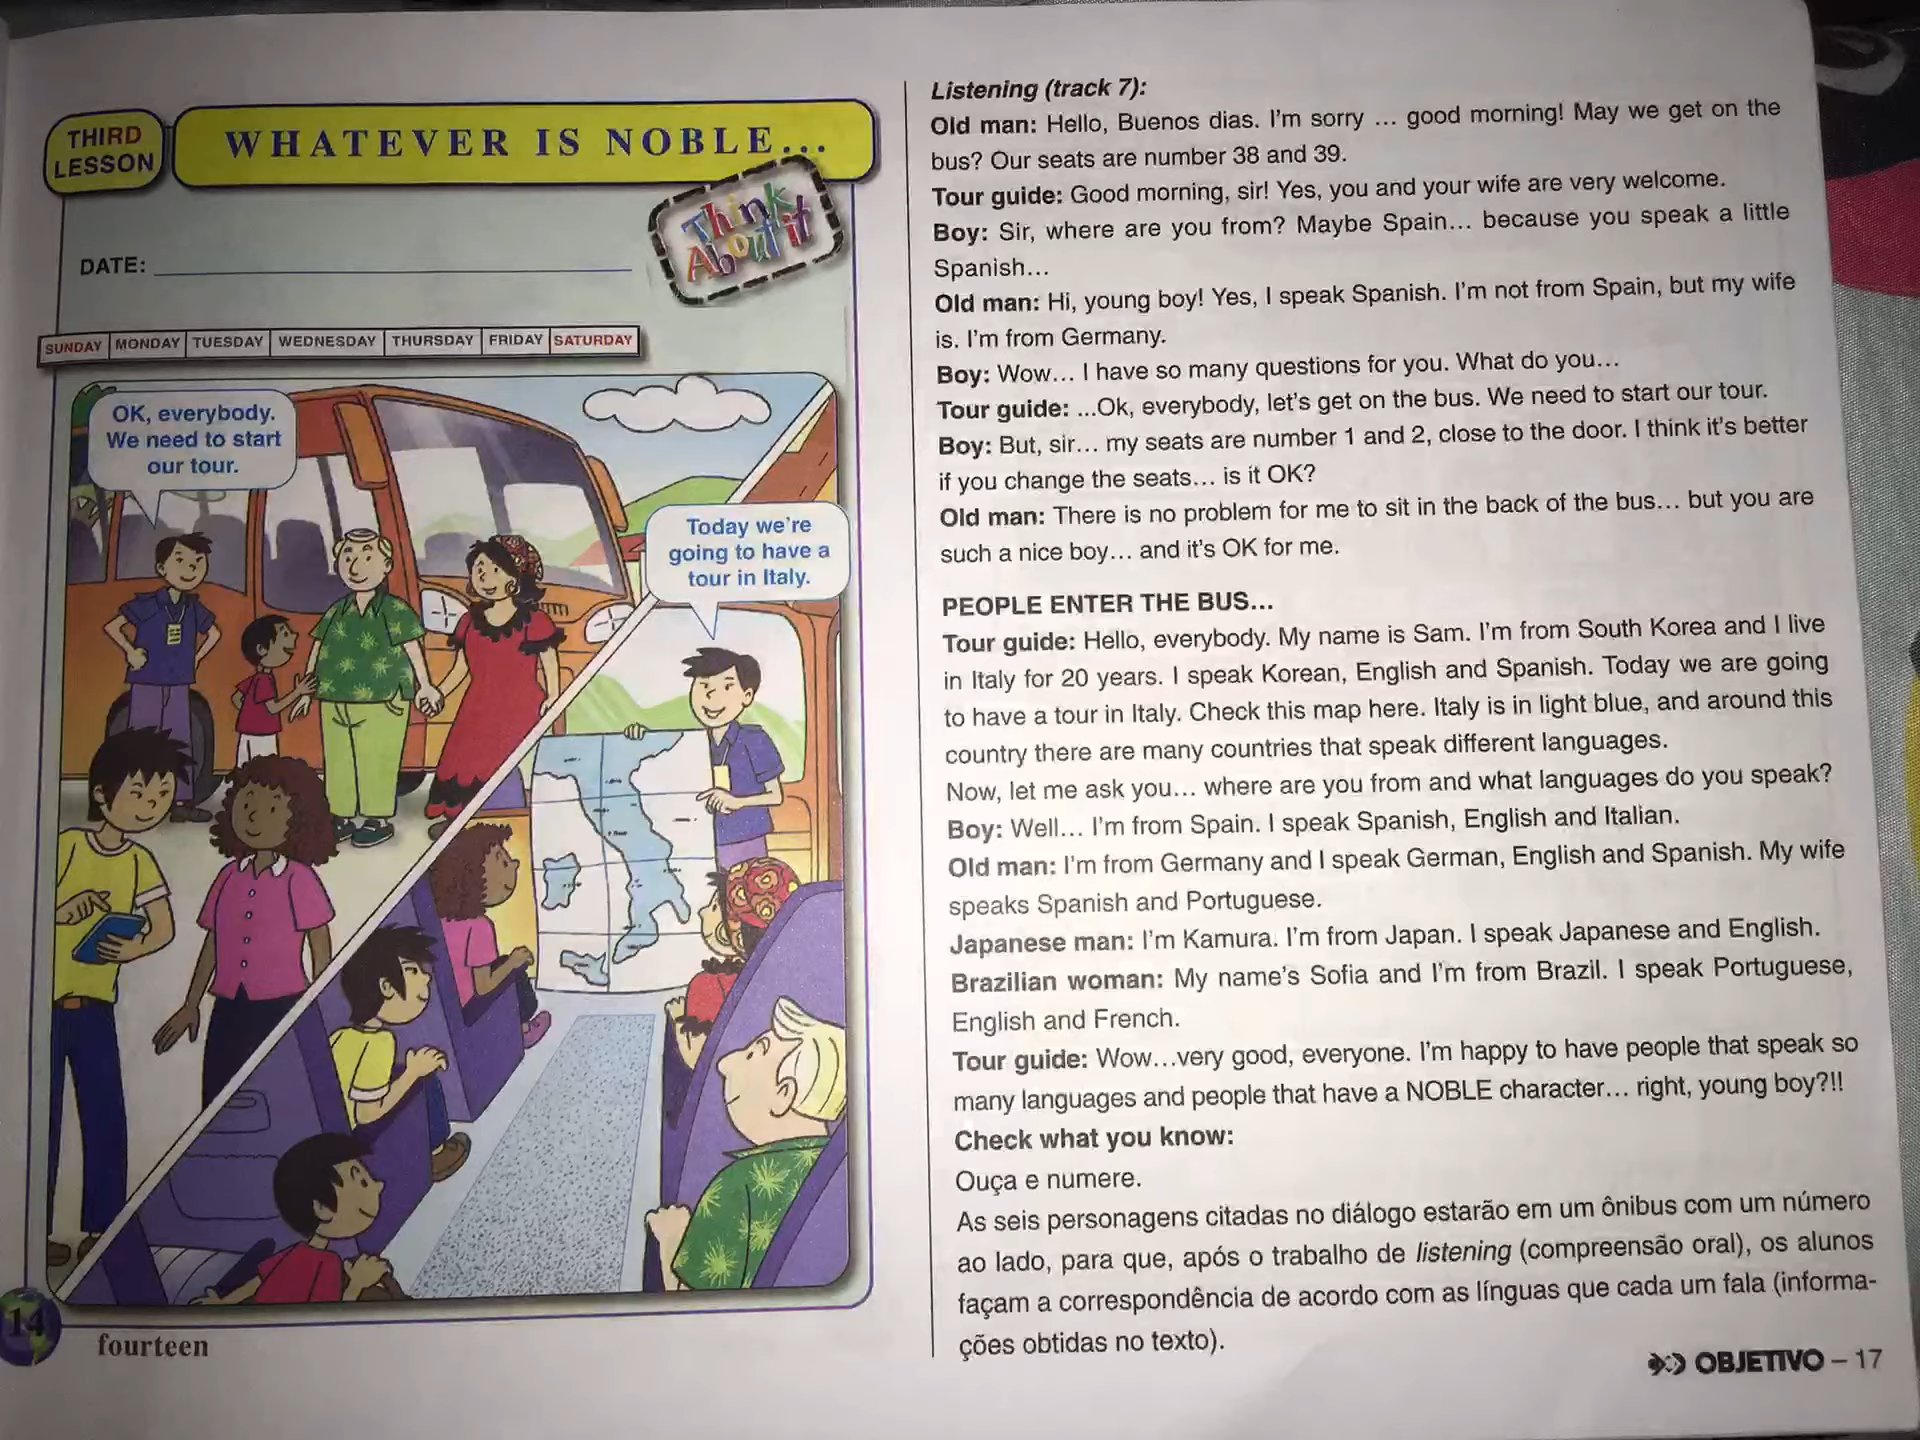 THIRD
LESSON
WHATEVER IS NOBLE...
Think
About it
DATE:
SUNDAY MONDAY TUESDAY WEDNESDAY THURSDAY FRIDAY SATURDAY
OK, everybody.
We need to start
our tour.
Today we're
going to have a
tour in Italy.
14
fourteen
Listening (track 7):
Old man: Hello, Buenos dias. I'm sorry ... good morning! May we get on the
bus? Our seats are number 38 and 39.
Tour guide: Good morning, sir! Yes, you and your wife are very welcome.
Boy: Sir, where are you from? Maybe Spain... because you speak a little
Spanish...
Old man: Hi, young boy! Yes, I speak Spanish. I'm not from Spain, but my wife
is. I'm from Germany.
Boy: Wow... I have so many questions for you. What do you...
Tour guide: ...Ok, everybody, let's get on the bus. We need to start our tour.
Boy: But, sir... my seats are number 1 and 2, close to the door. I think it's better
if you change the seats... is it OK?
Old man: There is no problem for me to sit in the back of the bus... but you are
such a nice boy... and it's OK for me.
PEOPLE ENTER THE BUS...
Tour guide: Hello, everybody. My name is Sam. I'm from South Korea and I live
in Italy for 20 years. I speak Korean, English and Spanish. Today we are going
to have a tour in Italy. Check this map here. Italy is in light blue, and around this
country there are many countries that speak different languages.
Now, let me ask you... where are you from and what languages do you speak?
Boy: Well... I'm from Spain. I speak Spanish, English and Italian.
Old man: I'm from Germany and I speak German, English and Spanish. My wife
speaks Spanish and Portuguese.
Japanese man: I'm Kamura. I'm from Japan. I speak Japanese and English.
Brazilian woman: My name's Sofia and I'm from Brazil. I speak Portuguese,
English and French.
Tour guide: Wow...very good, everyone. I'm happy to have people that speak so
many languages and people that have a NOBLE character... right, young boy?!!
Check what you know:
Ouça e numere.
As seis personagens citadas no diálogo estarão em um ônibus com um número
ao lado, para que, após o trabalho de listening (compreensão oral), os alunos
façam a correspondência de acordo com as línguas que cada um fala (informa-
ções obtidas no texto).
OBJETIVO – 17